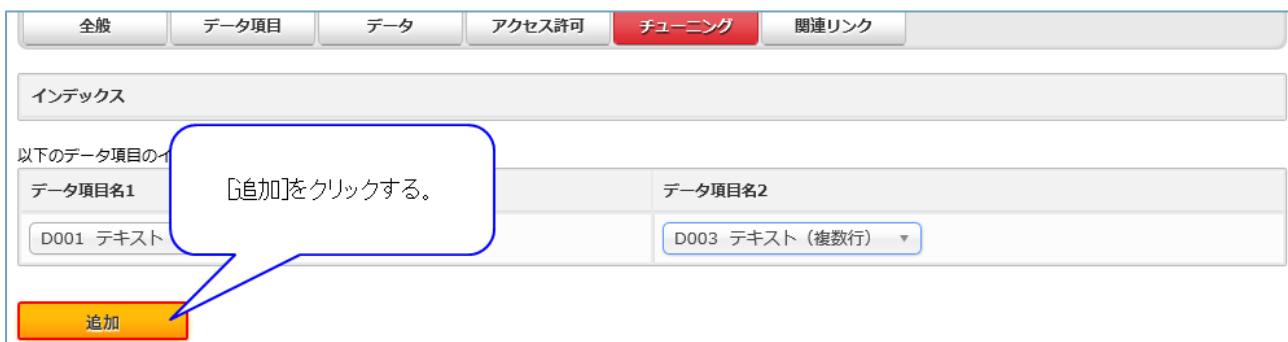 全般 データ項目 データ アクセス許可 チューニング 関連リンク
インデックス
以下のデータ項目のイ
データ項目名1 データ項目名2
[追加]をクリックする。
D001 テキスト D003 テキスト（複数行）
追加